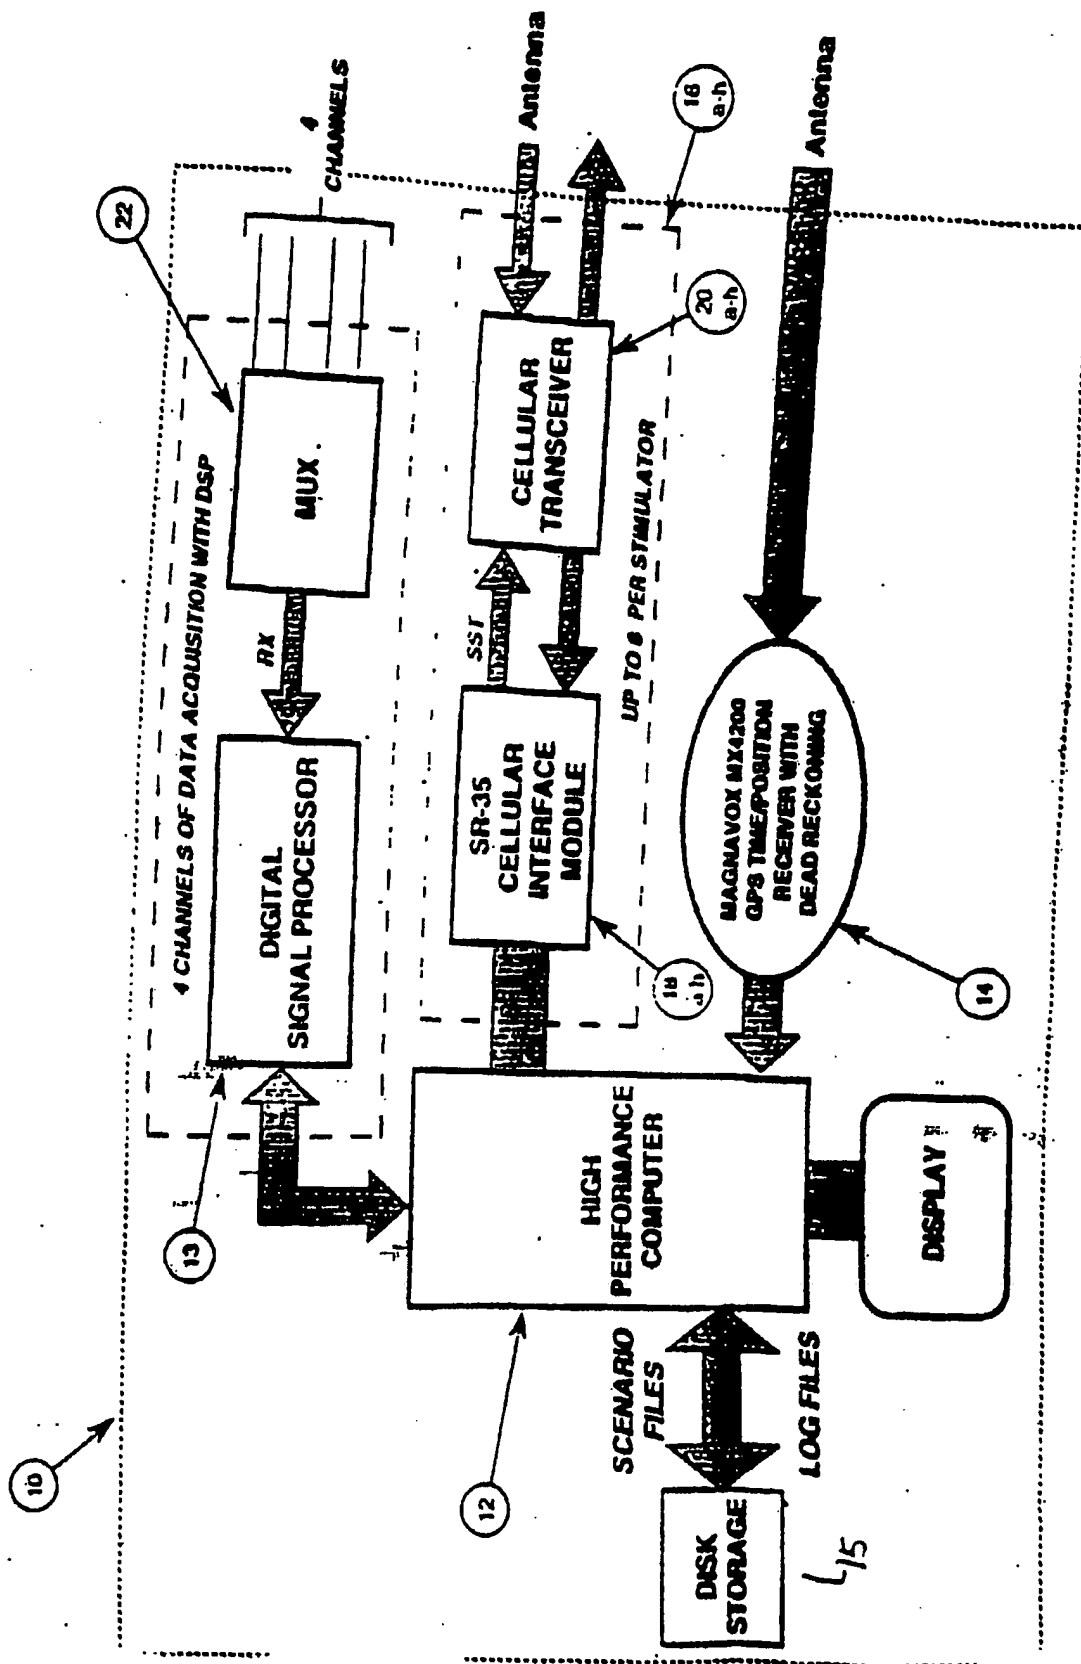 10
22
4
CHANNELS
4 CHANNELS OF DATA ACQUISITION WITH DSP
13
DIGITAL
SIGNAL PROCESSOR
RX
MUX.
Antenna
18
a-h
SR-35
CELLULAR
INTERFACE
MODULE
SST
CELLULAR
TRANSCEIVER
20
a-h
18
a-h
UP TO 8 PER STIMULATOR
12
HIGH
PERFORMANCE
COMPUTER
MAGNAVOX MX4200
GPS TIME/POSITION
RECEIVER WITH
DEAD RECKONING
14
Antenna
SCENARIO
FILES
LOG FILES
DISK
STORAGE
15
DISPLAY